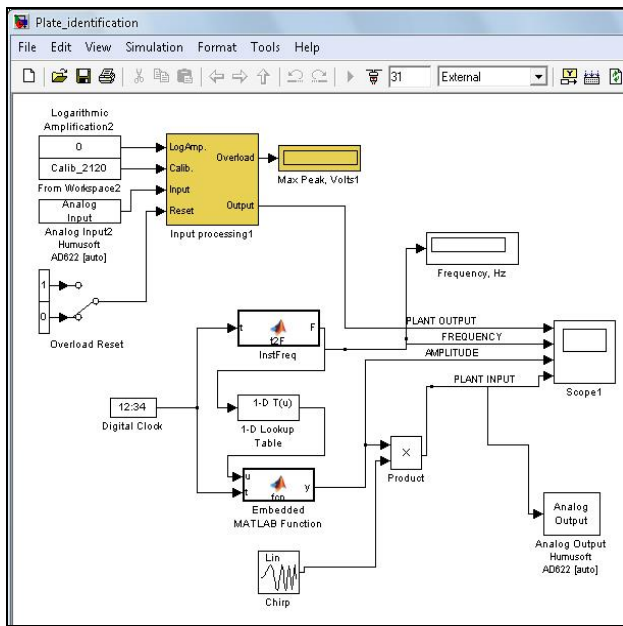 Plate_identification
File Edit View Simulation Format Tools Help
31 External
Logarithmic
Amplification2
0
Calib_2120
From Workspace2
Analog
Input
Analog Input2
Humusoft
AD622 [auto]
LogAmp.
Calib.
Input
Reset
Overload
Output
Input processing1
Max Peak, Volts1
1
0
Overload Reset
Frequency, Hz
t
F
t2F
InstFreq
PLANT OUTPUT
FREQUENCY
AMPLITUDE
PLANT INPUT
Scope1
12:34
Digital Clock
1-D T(u)
1-D Lookup
Table
u
t
y
fcn
Embedded
MATLAB Function
×
Product
Analog
Output
Analog Output
Humusoft
AD622 [auto]
Lin
Chirp